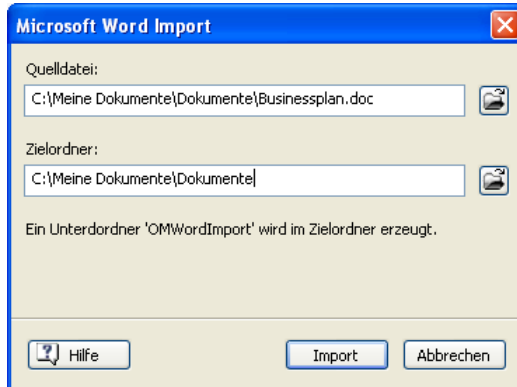 Microsoft Word Import
Quelldatei:
C:\Meine Dokumente\Dokumente\Businessplan.doc
Zielordner:
C:\Meine Dokumente\Dokumente
Ein Unterdordner 'OMWordImport' wird im Zielordner erzeugt.
Hilfe Import Abbrechen